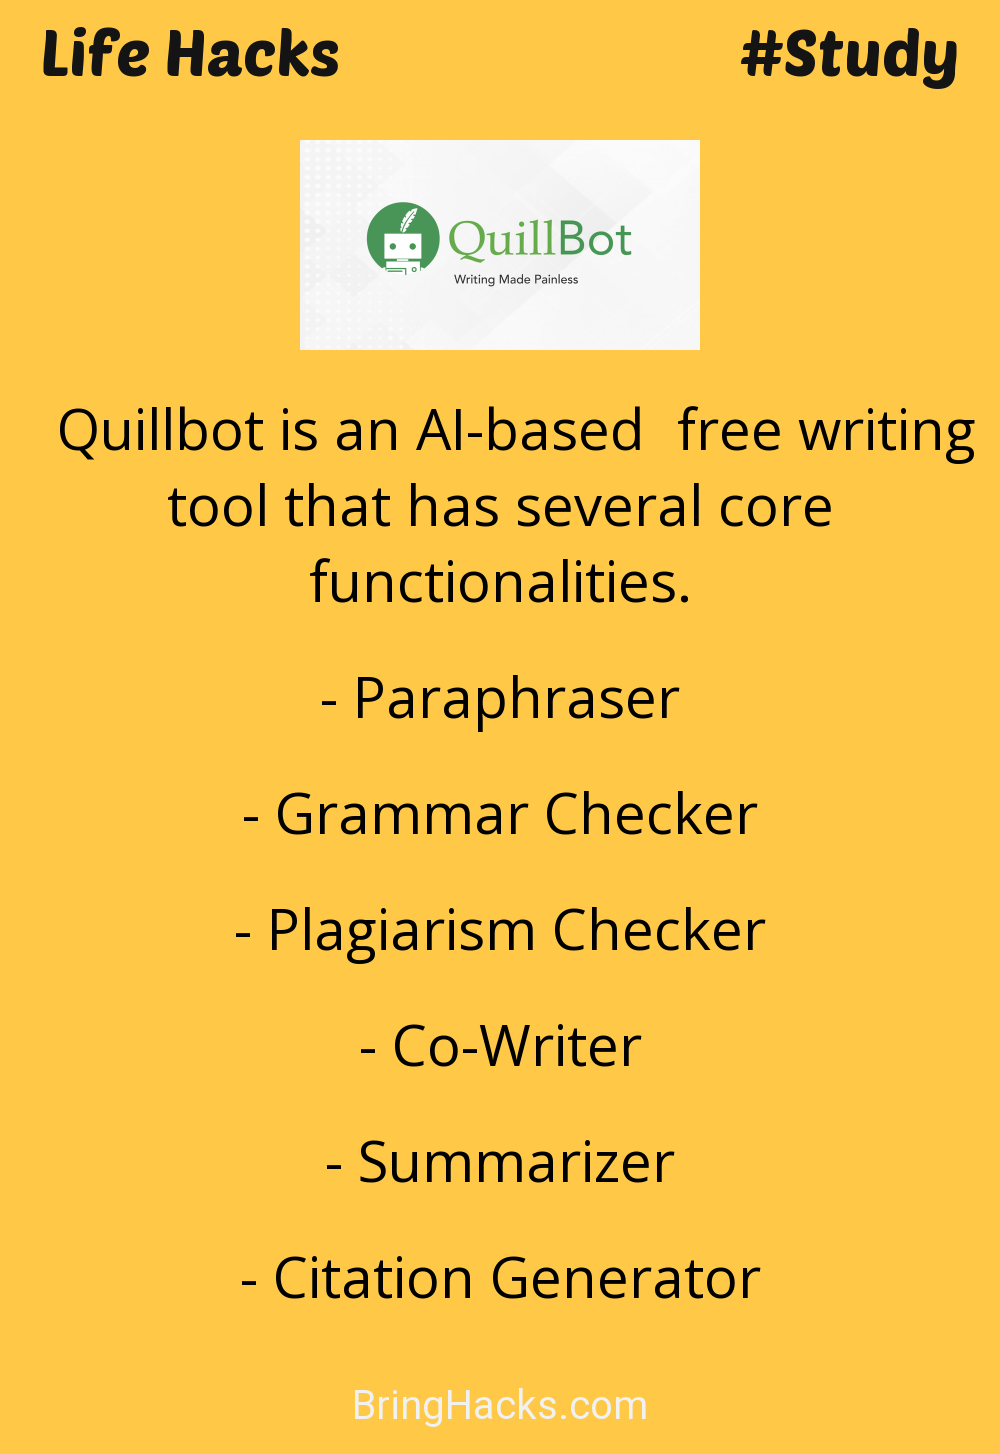 Life Hacks #Study
QuillBot
Writing Made Painless
Quillbot is an AI-based  free writing
tool that has several core
functionalities.
- Paraphraser
- Grammar Checker
- Plagiarism Checker
- Co-Writer
- Summarizer
- Citation Generator
BringHacks.com